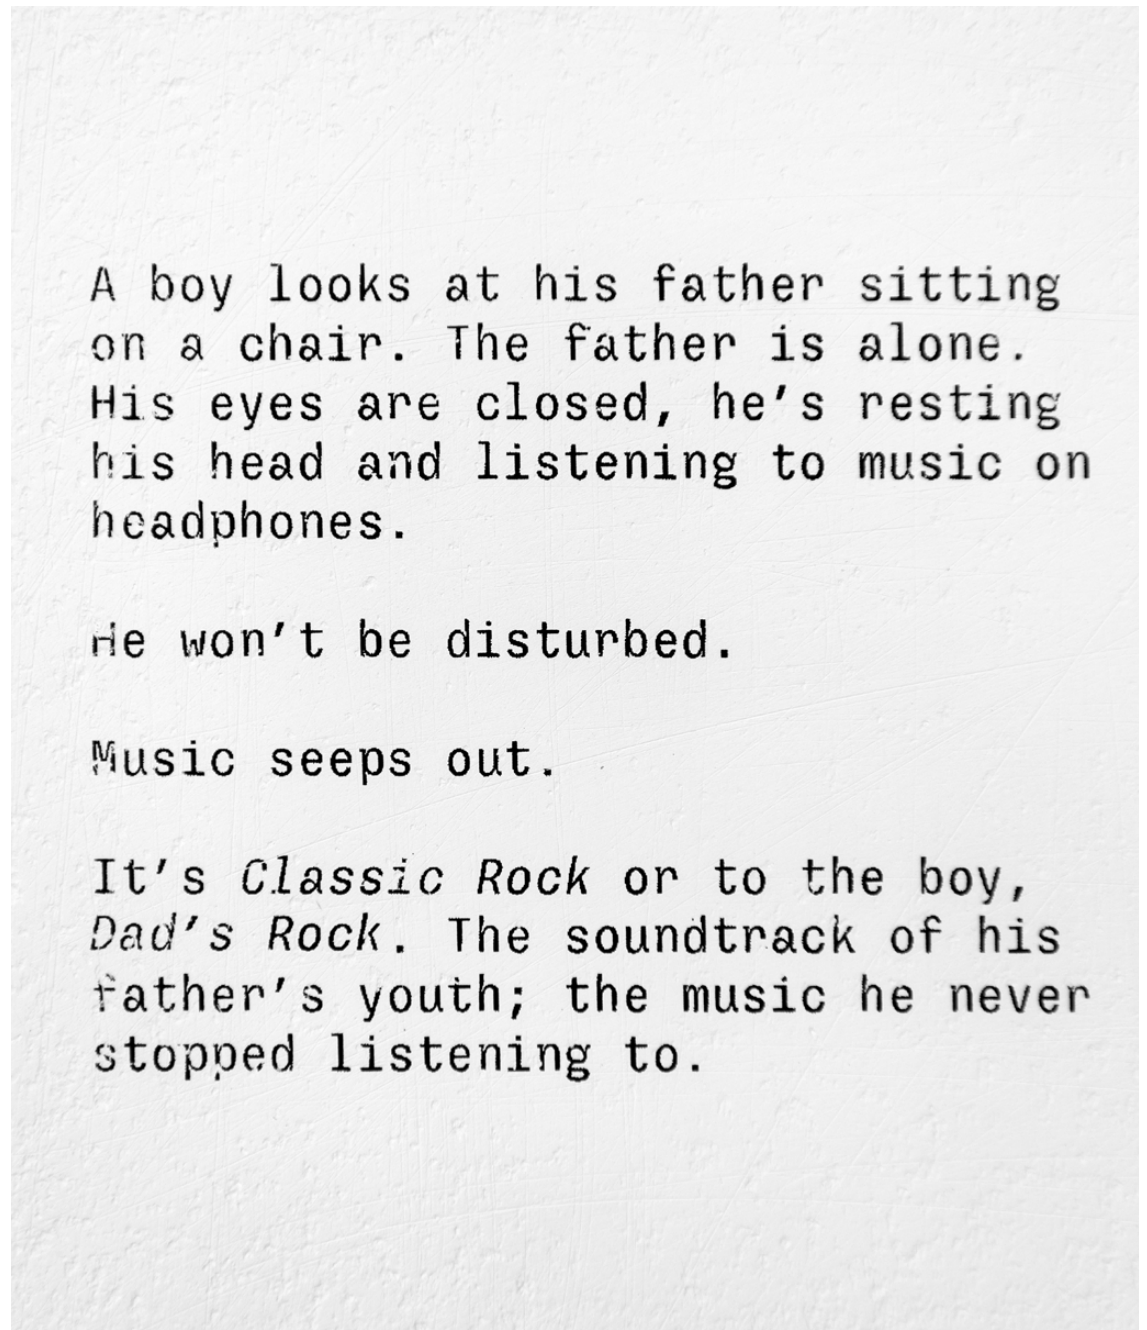 A boy looks at his father sitting
on a chair. The father is alone.
His eyes are closed, he's resting
his head and listening to music on
headphones.
He won't be disturbed.
Music seeps out.
It's Classic Rock or to the boy,
Dad's Rock. The soundtrack of his
father's youth; the music he never
stopped listening to.